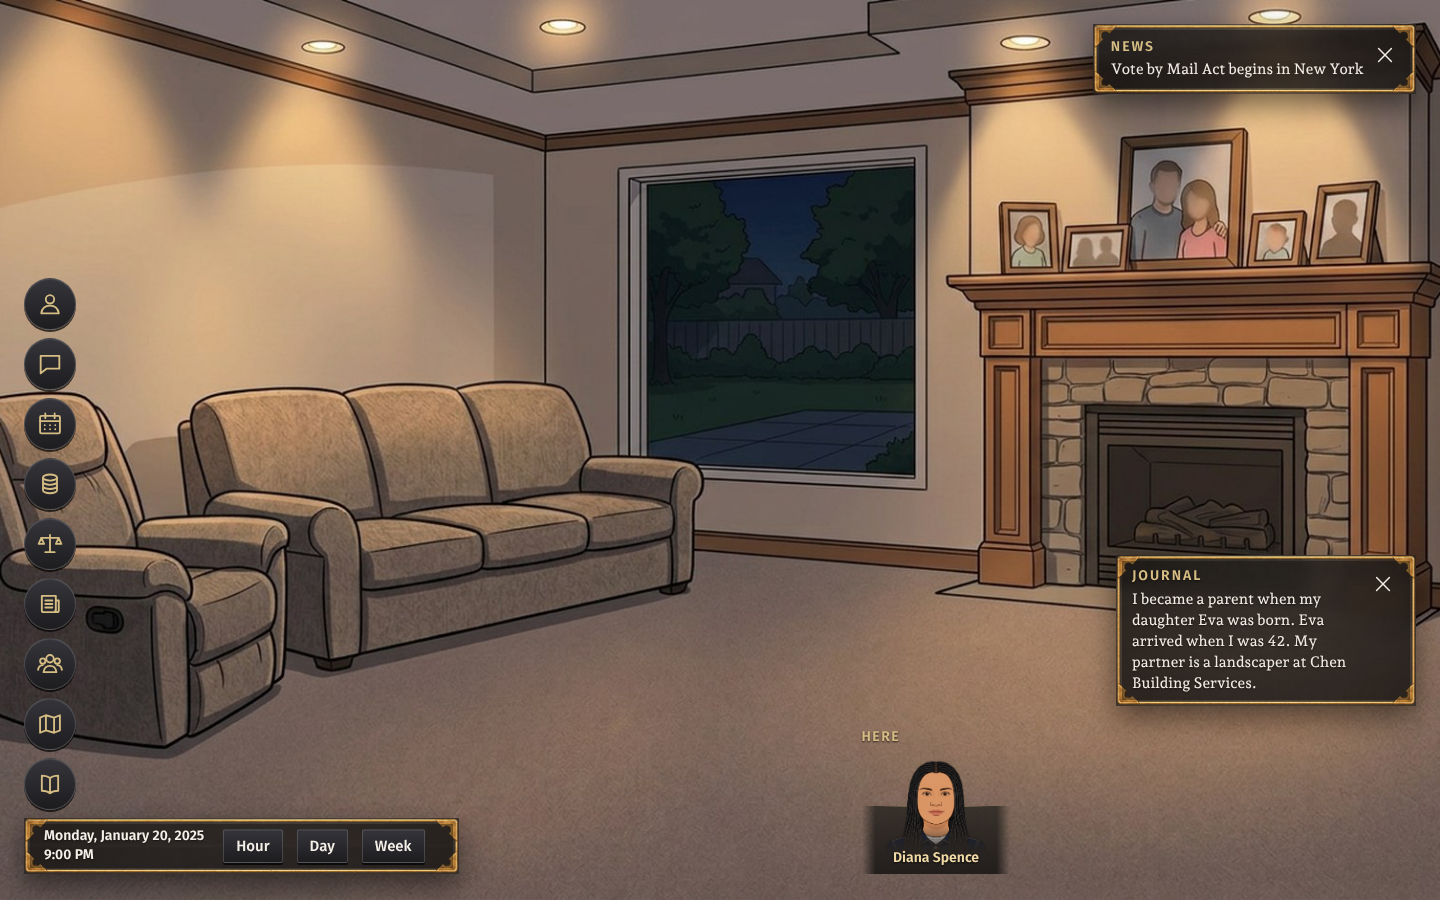 NEWS
Vote by Mail Act begins in New York
JOURNAL
I became a parent when my
daughter Eva was born. Eva
arrived when I was 42. My
partner is a landscaper at Chen
Building Services.
HERE
Diana Spence
Monday, January 20, 2025
9:00 PM
Hour
Day
Week